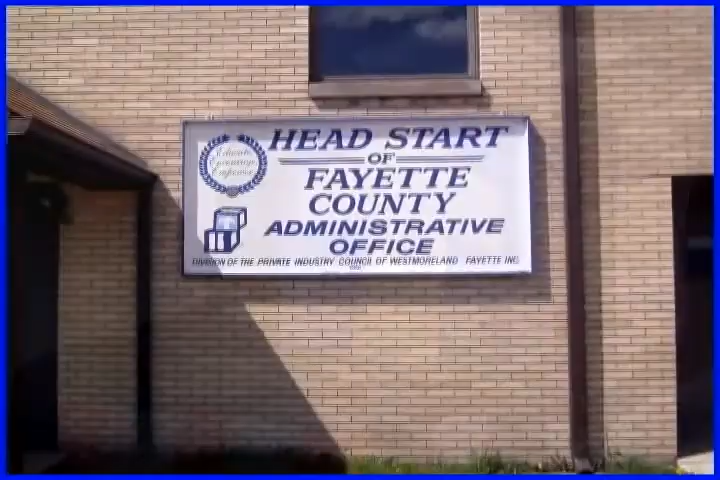 HEAD START
OF
FAYETTE
COUNTY
ADMINISTRATIVE
OFFICE
DIVISION OF THE PRIVATE INDUSTRY COUNCIL OF WESTMORELAND FAYETTE INC.